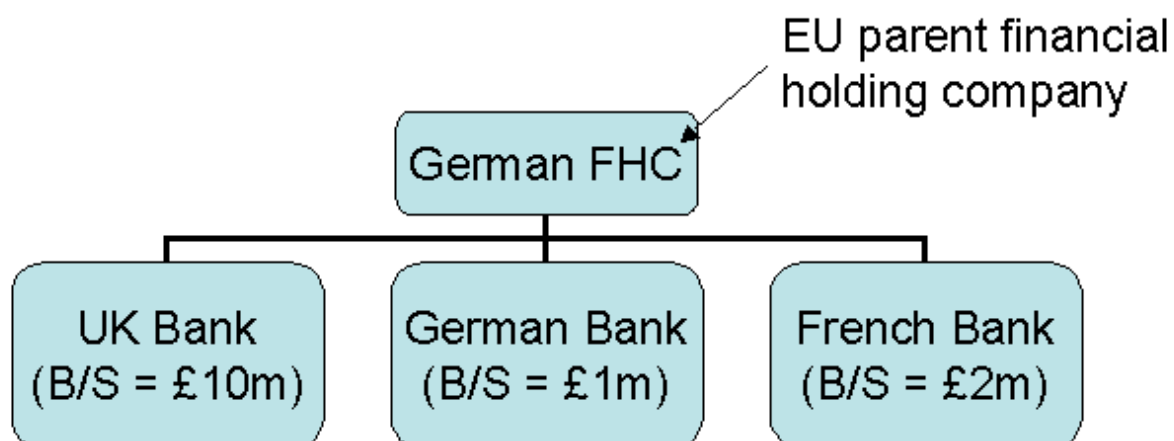 EU parent financial
holding company
German FHC
UK Bank
(B/S = £10m)
German Bank
(B/S = £1m)
French Bank
(B/S = £2m)